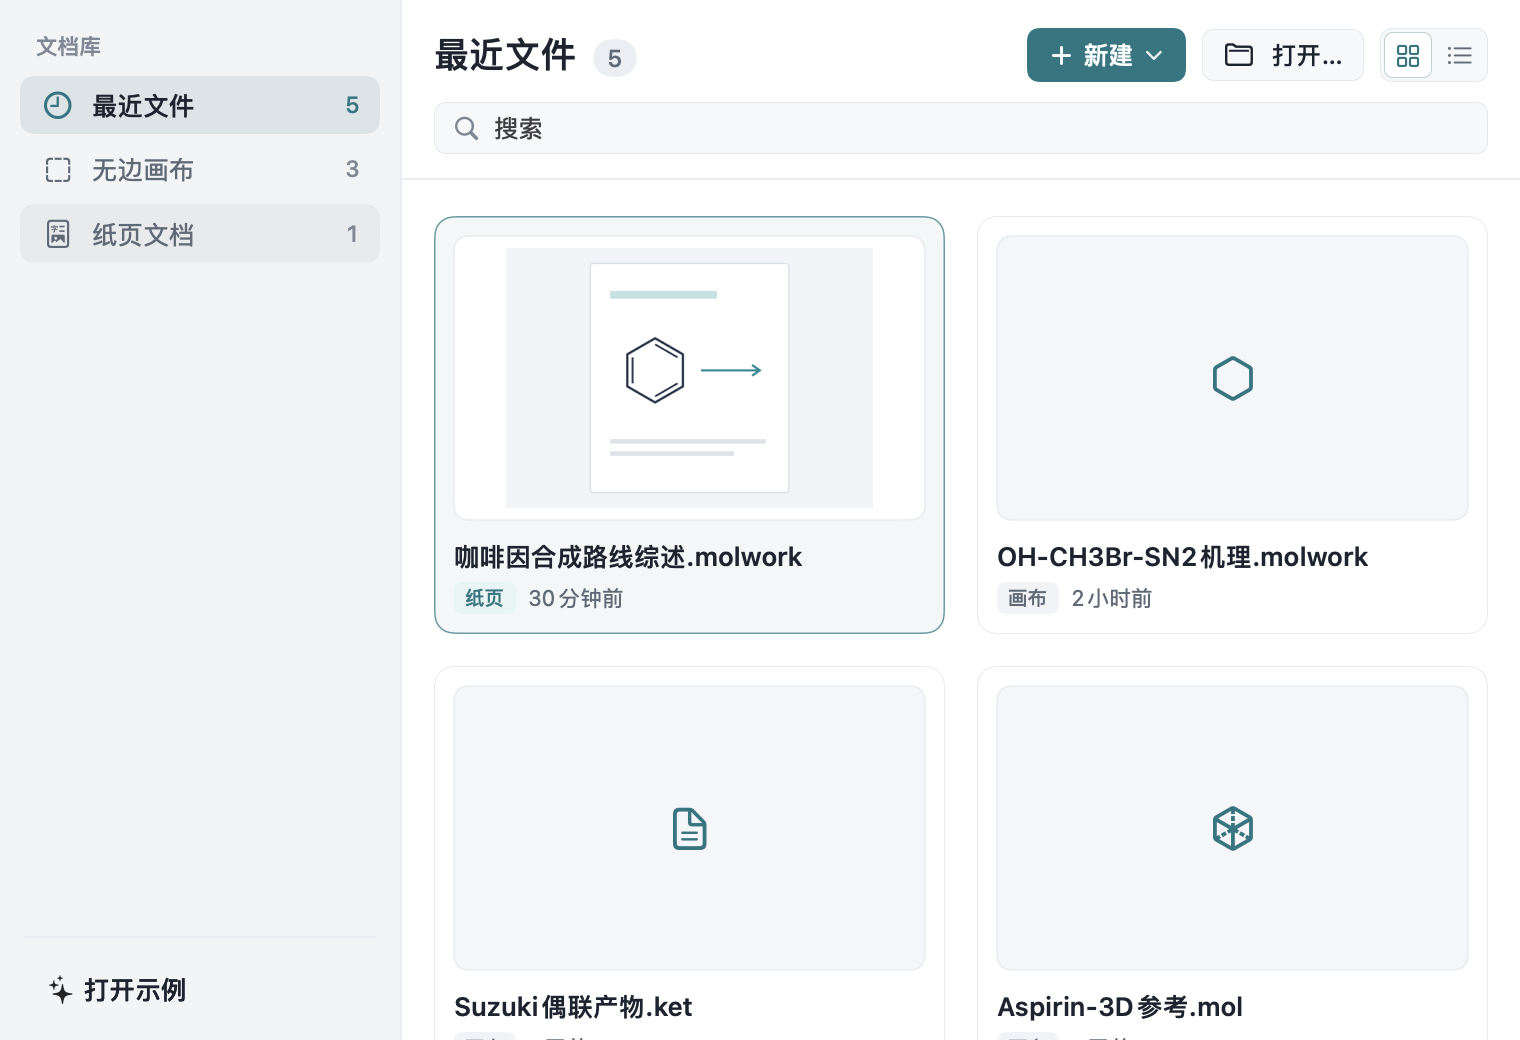 文档库
最近文件 5
无边画布 3
纸页文档 1
打开示例
最近文件 5
新建
打开...
搜索
咖啡因合成路线综述.molwork
纸页 30分钟前
OH-CH3Br-SN2机理.molwork
画布 2小时前
Suzuki偶联产物.ket
Aspirin-3D参考.mol